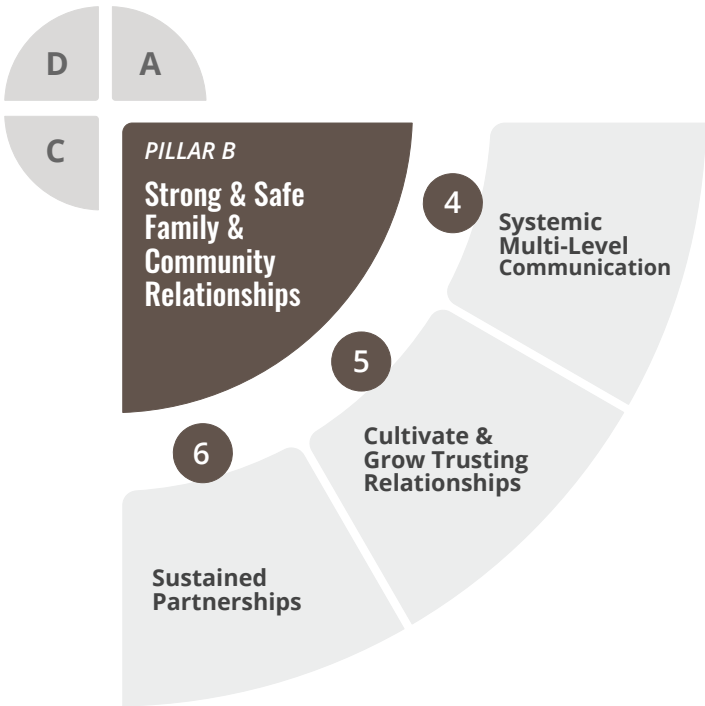 D
A
C
PILLAR B
Strong & Safe
Family &
Community
Relationships
4
Systemic
Multi-Level
Communication
5
Cultivate &
Grow Trusting
Relationships
6
Sustained
Partnerships